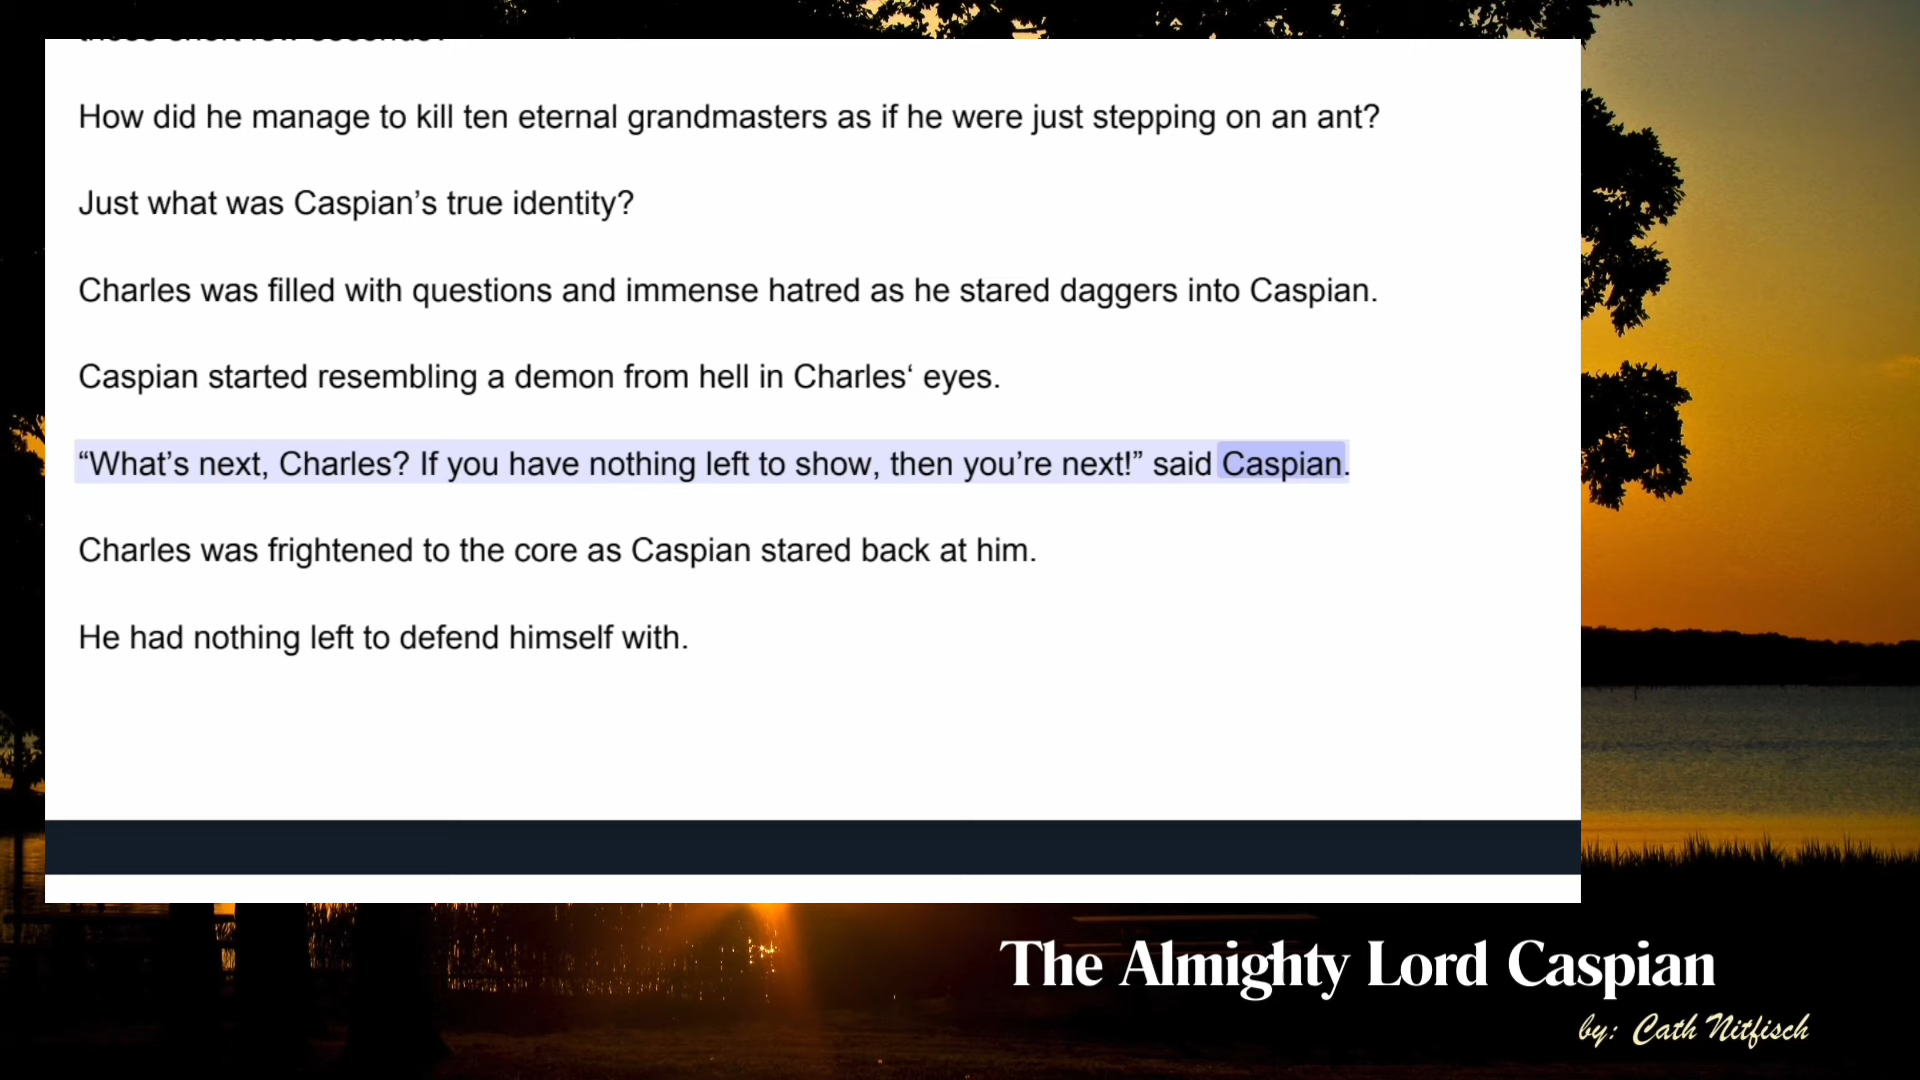 How did he manage to kill ten eternal grandmasters as if he were just stepping on an ant?
Just what was Caspian’s true identity?
Charles was filled with questions and immense hatred as he stared daggers into Caspian.
Caspian started resembling a demon from hell in Charles‘ eyes.
“What’s next, Charles? If you have nothing left to show, then you’re next!” said Caspian.
Charles was frightened to the core as Caspian stared back at him.
He had nothing left to defend himself with.
The Almighty Lord Caspian
by: Cath Nitfisch